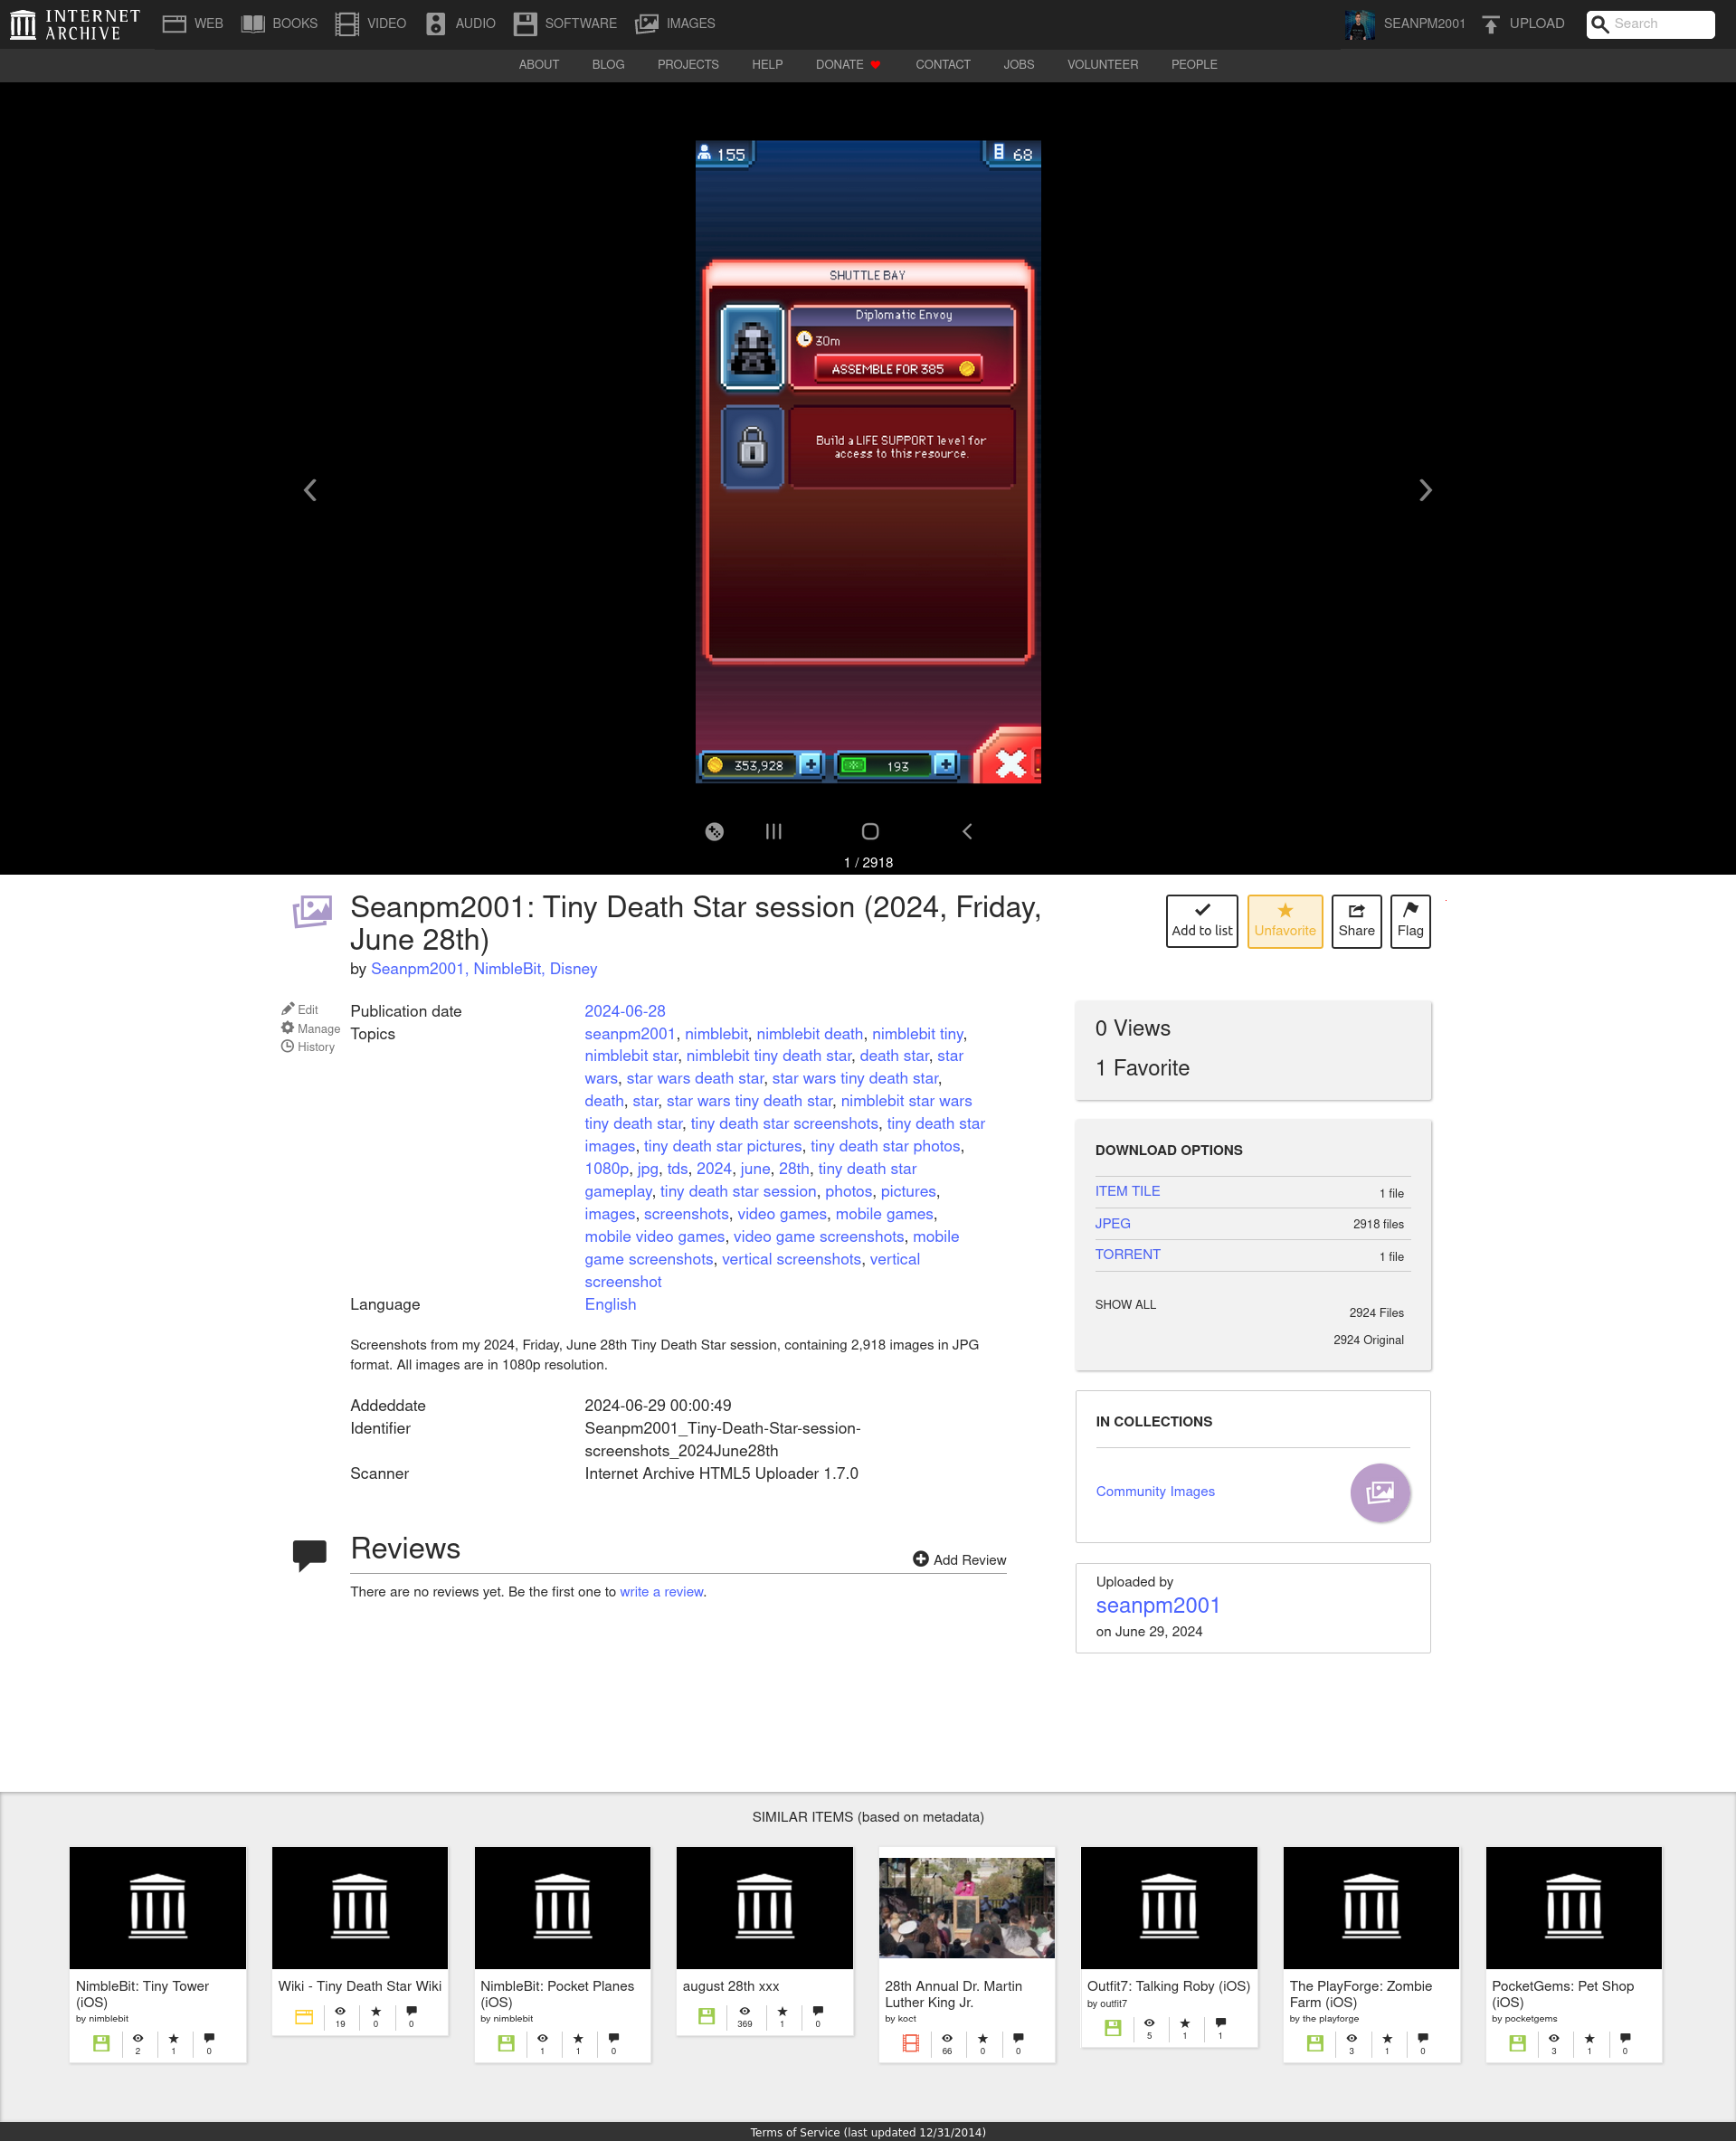 INTERNET ARCHIVE
WEB BOOKS VIDEO AUDIO SOFTWARE IMAGES SEANPM2001 UPLOAD Search
ABOUT BLOG PROJECTS HELP DONATE CONTACT JOBS VOLUNTEER PEOPLE
155 68
SHUTTLE BAY
Diplomatic Envoy
30m
ASSEMBLE FOR 385
Build a LIFE SUPPORT level for
access to this resource.
353,928 193
1 / 2918
Seanpm2001: Tiny Death Star session (2024, Friday,
June 28th)
by Seanpm2001, NimbleBit, Disney
Add to list Unfavorite Share Flag
Edit
Manage
History
Publication date 2024-06-28
Topics seanpm2001, nimblebit, nimblebit death, nimblebit tiny,
nimblebit star, nimblebit tiny death star, death star, star
wars, star wars death star, star wars tiny death star,
death, star, star wars tiny death star, nimblebit star wars
tiny death star, tiny death star screenshots, tiny death star
images, tiny death star pictures, tiny death star photos,
1080p, jpg, tds, 2024, june, 28th, tiny death star
gameplay, tiny death star session, photos, pictures,
images, screenshots, video games, mobile games,
mobile video games, video game screenshots, mobile
game screenshots, vertical screenshots, vertical
screenshot
Language English
Screenshots from my 2024, Friday, June 28th Tiny Death Star session, containing 2,918 images in JPG
format. All images are in 1080p resolution.
Addeddate 2024-06-29 00:00:49
Identifier Seanpm2001_Tiny-Death-Star-session-
screenshots_2024June28th
Scanner Internet Archive HTML5 Uploader 1.7.0
Reviews
Add Review
There are no reviews yet. Be the first one to write a review.
0 Views
1 Favorite
DOWNLOAD OPTIONS
ITEM TILE 1 file
JPEG 2918 files
TORRENT 1 file
SHOW ALL 2924 Files
2924 Original
IN COLLECTIONS
Community Images
Uploaded by
seanpm2001
on June 29, 2024
SIMILAR ITEMS (based on metadata)
NimbleBit: Tiny Tower
(iOS)
by nimblebit
2 1 0
Wiki - Tiny Death Star Wiki
19 0 0
NimbleBit: Pocket Planes
(iOS)
by nimblebit
1 1 0
august 28th xxx
369 1 0
28th Annual Dr. Martin
Luther King Jr.
by koct
66 0 0
Outfit7: Talking Roby (iOS)
by outfit7
5 1 1
The PlayForge: Zombie
Farm (iOS)
by the playforge
3 1 0
PocketGems: Pet Shop
(iOS)
by pocketgems
3 1 0
Terms of Service (last updated 12/31/2014)